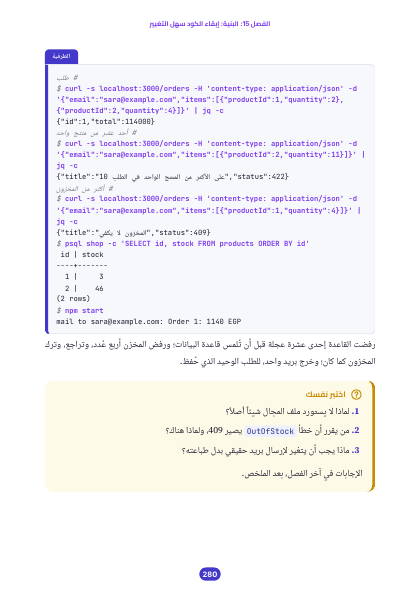 الفصل 15: البنية: إبقاء الكود سهل التغيير
الطرفية
# طلب
$ curl -s localhost:3000/orders -H 'content-type: application/json' -d
'{"email":"sara@example.com","items":[{"productId":1,"quantity":2},
{"productId":2,"quantity":4}]}' | jq -c
{"id":1,"total":114000}
# أحد عشر من منتج واحد
$ curl -s localhost:3000/orders -H 'content-type: application/json' -d
'{"email":"sara@example.com","items":[{"productId":2,"quantity":11}]}' |
jq -c
{"title":"على الأكثر من المنتج الواحد في الطلب 10","status":422}
# أكثر من المخزون
$ curl -s localhost:3000/orders -H 'content-type: application/json' -d
'{"email":"sara@example.com","items":[{"productId":1,"quantity":4}]}' |
jq -c
{"title":"المخزون لا يكفي","status":409}
$ psql shop -c 'SELECT id, stock FROM products ORDER BY id'
id | stock
----+-------
1 | 3
2 | 46
(2 rows)
$ npm start
mail to sara@example.com: Order 1: 1140 EGP
رفضت القاعدة إحدى عشرة عجلة قبل أن تُلمس قاعدة البيانات؛ ورفض المخزن أربع عُدد، وتراجع، وترك
المخزون كما كان؛ وخرج بريد واحد، للطلب الوحيد الذي حُفظ.
اختبر نفسك
1. لماذا لا يستورد ملف المجال شيئًا أصلًا؟
2. من يقرر أن خطأ OutOfStock يصير 409، ولماذا هناك؟
3. ماذا يجب أن يتغير لإرسال بريد حقيقي بدل طباعته؟
الإجابات في آخر الفصل، بعد الملخص.
280